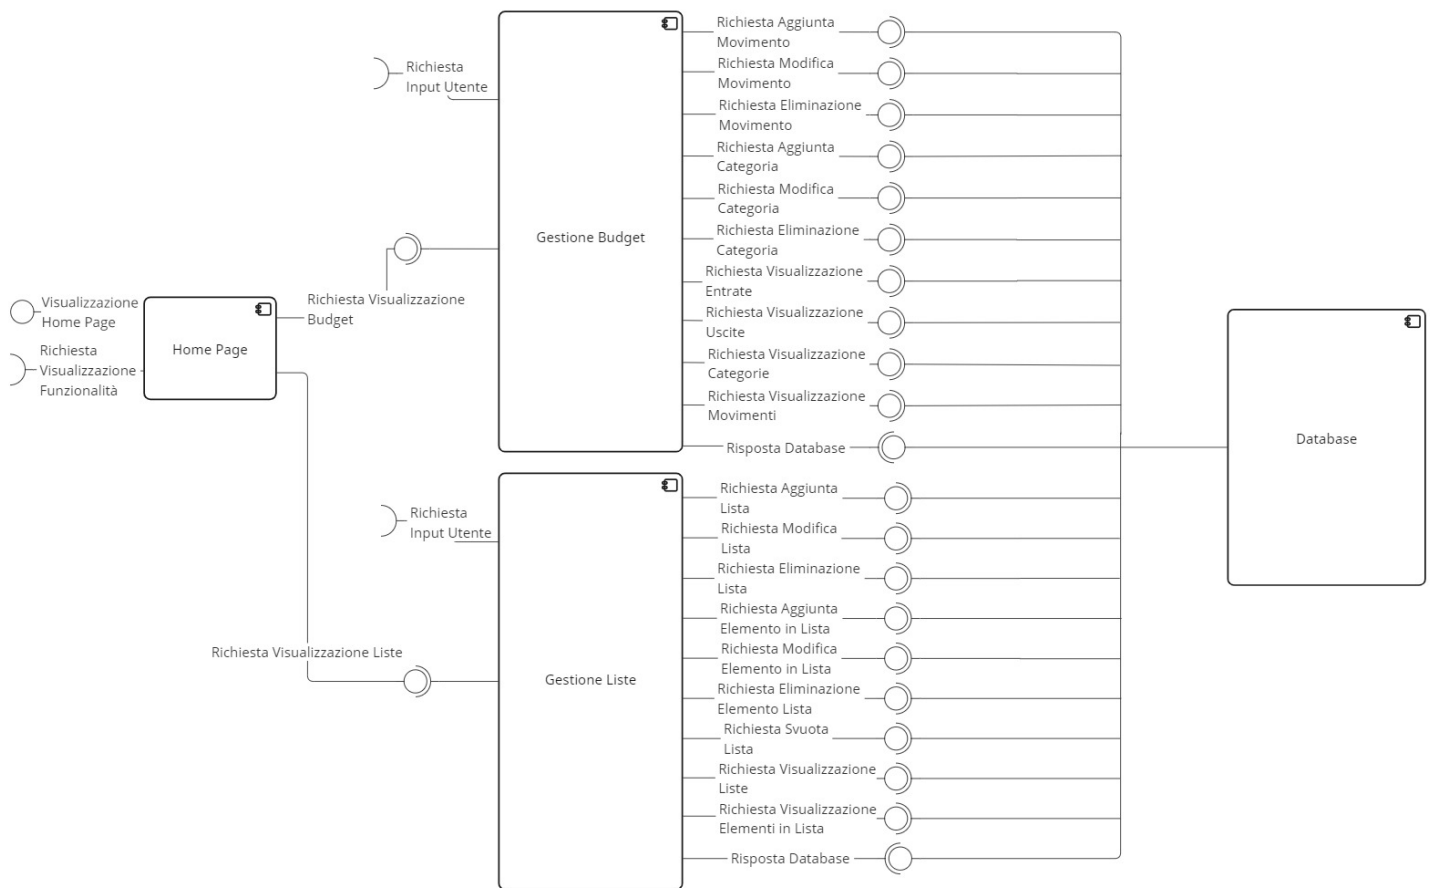 Visualizzazione
Home Page
Richiesta
Visualizzazione
Funzionalità
Home Page
Richiesta Visualizzazione
Budget
Richiesta Visualizzazione Liste
Richiesta
Input Utente
Gestione Budget
Richiesta Aggiunta
Movimento
Richiesta Modifica
Movimento
Richiesta Eliminazione
Movimento
Richiesta Aggiunta
Categoria
Richiesta Modifica
Categoria
Richiesta Eliminazione
Categoria
Richiesta Visualizzazione
Entrate
Richiesta Visualizzazione
Uscite
Richiesta Visualizzazione
Categorie
Richiesta Visualizzazione
Movimenti
Risposta Database
Richiesta
Input Utente
Gestione Liste
Richiesta Aggiunta
Lista
Richiesta Modifica
Lista
Richiesta Eliminazione
Lista
Richiesta Aggiunta
Elemento in Lista
Richiesta Modifica
Elemento in Lista
Richiesta Eliminazione
Elemento Lista
Richiesta Svuota
Lista
Richiesta Visualizzazione
Liste
Richiesta Visualizzazione
Elementi in Lista
Risposta Database
Database